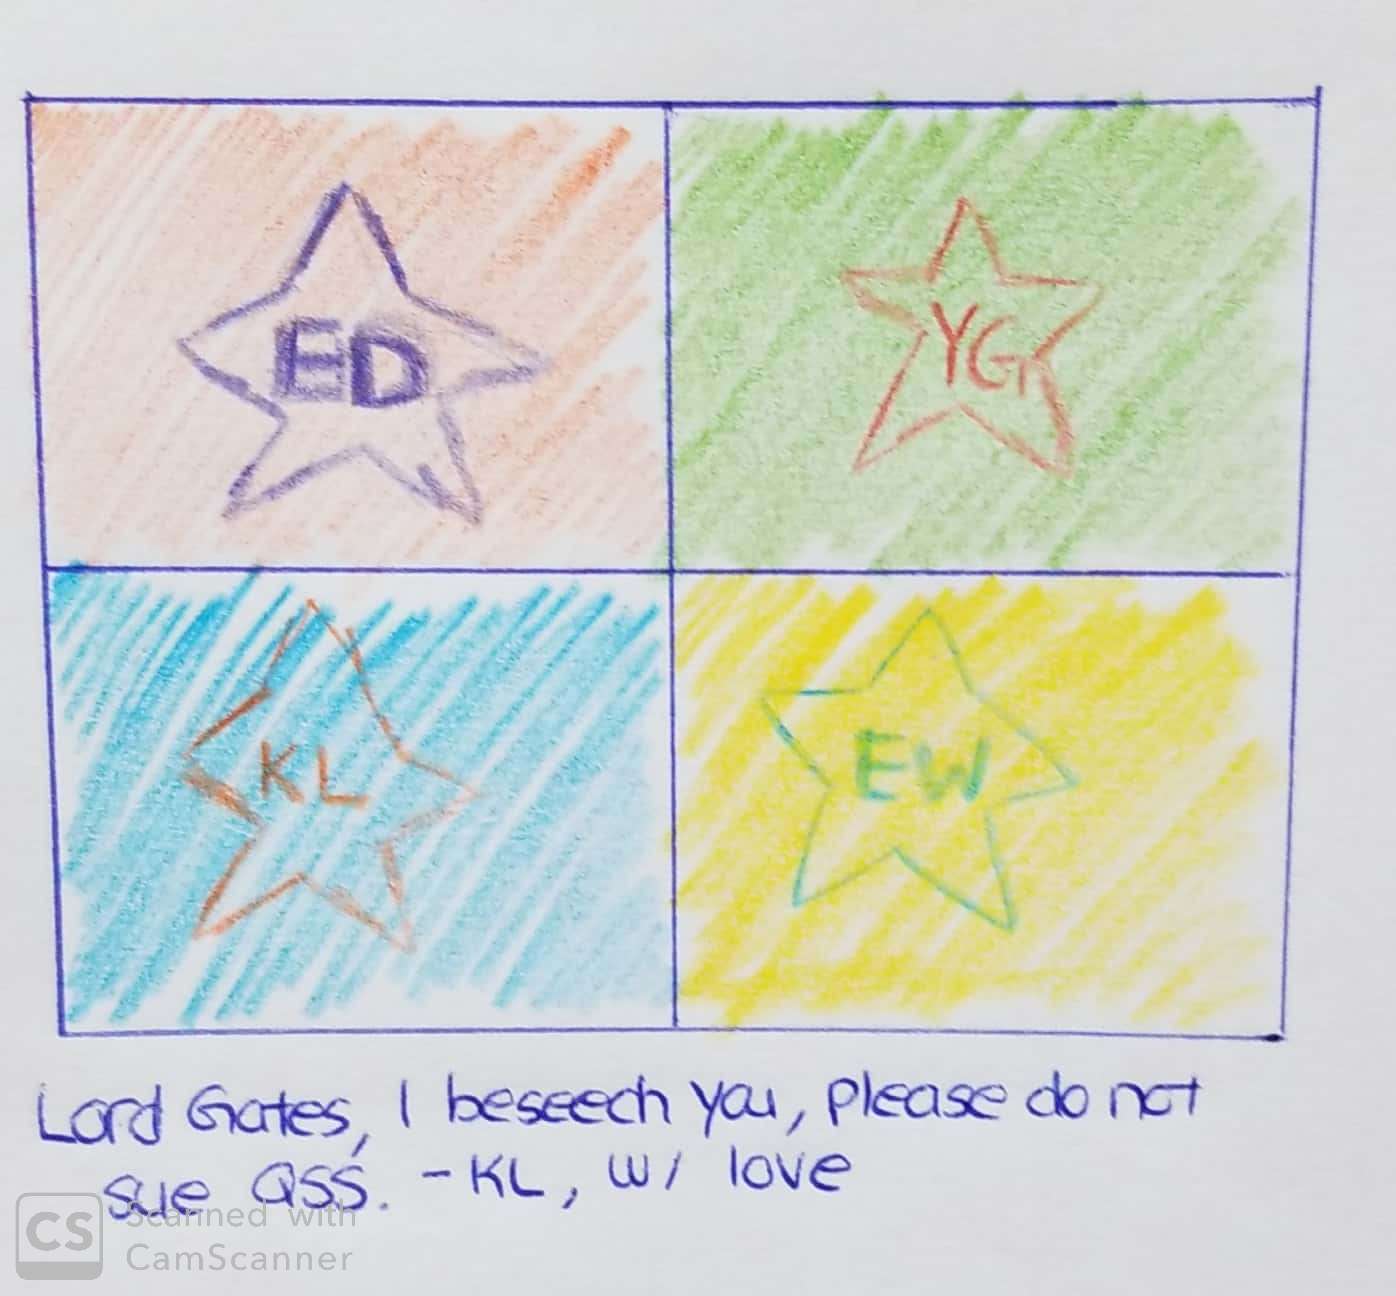 ED
YG
KL
EW
Lord Gates, I beseech you, please do not
sue QSS. -KL, w/ love
CS
Scanned with
CamScanner